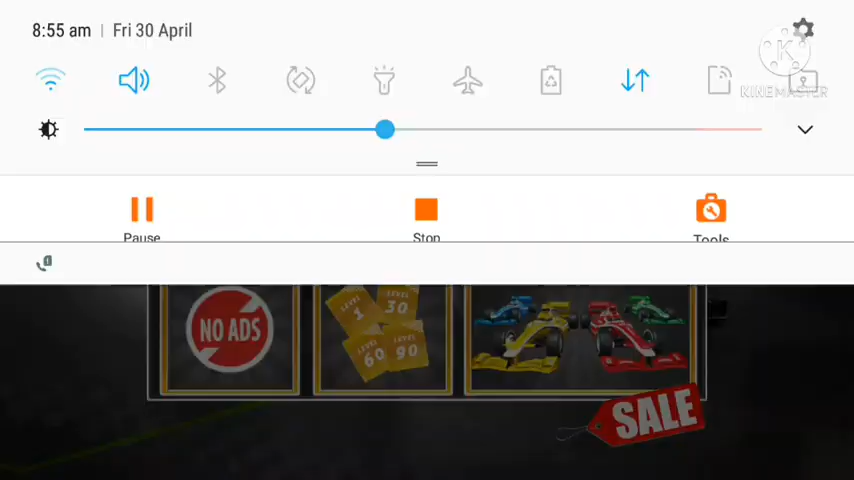 8:55 am | Fri 30 April
K
KINEMASTER
Pause
Stop
Tools
NO ADS
LEVEL 1
LEVEL 30
LEVEL 60
LEVEL 90
SALE